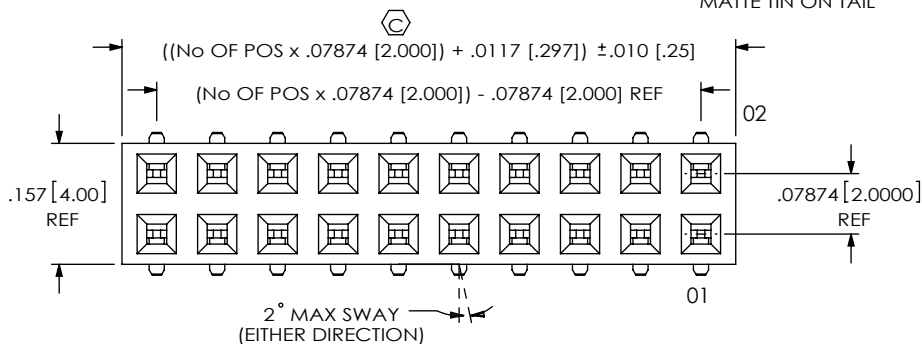 MATTE TIN ON TAIL
C
((No OF POS x .07874 [2.000]) + .0117 [.297]) ±.010 [.25]
(No OF POS x .07874 [2.000]) - .07874 [2.000] REF
02
.157 [4.00]
REF
.07874 [2.0000]
REF
01
2° MAX SWAY
(EITHER DIRECTION)